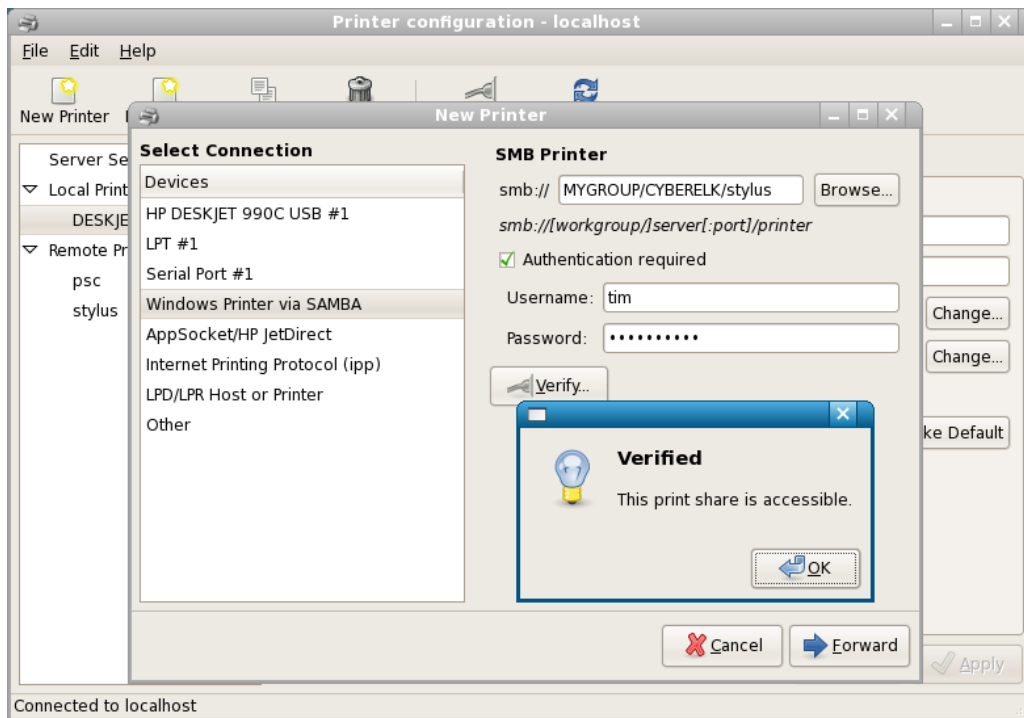 Printer configuration - localhost
File Edit Help
New Printer
New Printer
Server Se
Local Print
DESKJE
Remote Pr
psc
stylus
Select Connection
Devices
HP DESKJET 990C USB #1
LPT #1
Serial Port #1
Windows Printer via SAMBA
AppSocket/HP JetDirect
Internet Printing Protocol (ipp)
LPD/LPR Host or Printer
Other
SMB Printer
smb:// MYGROUP/CYBERELK/stylus Browse...
smb://[workgroup/]server[:port]/printer
Authentication required
Username: tim
Password: ••••••••••
Verify...
Verified
This print share is accessible.
OK
Cancel Forward
Change...
Change...
ke Default
Apply
Connected to localhost